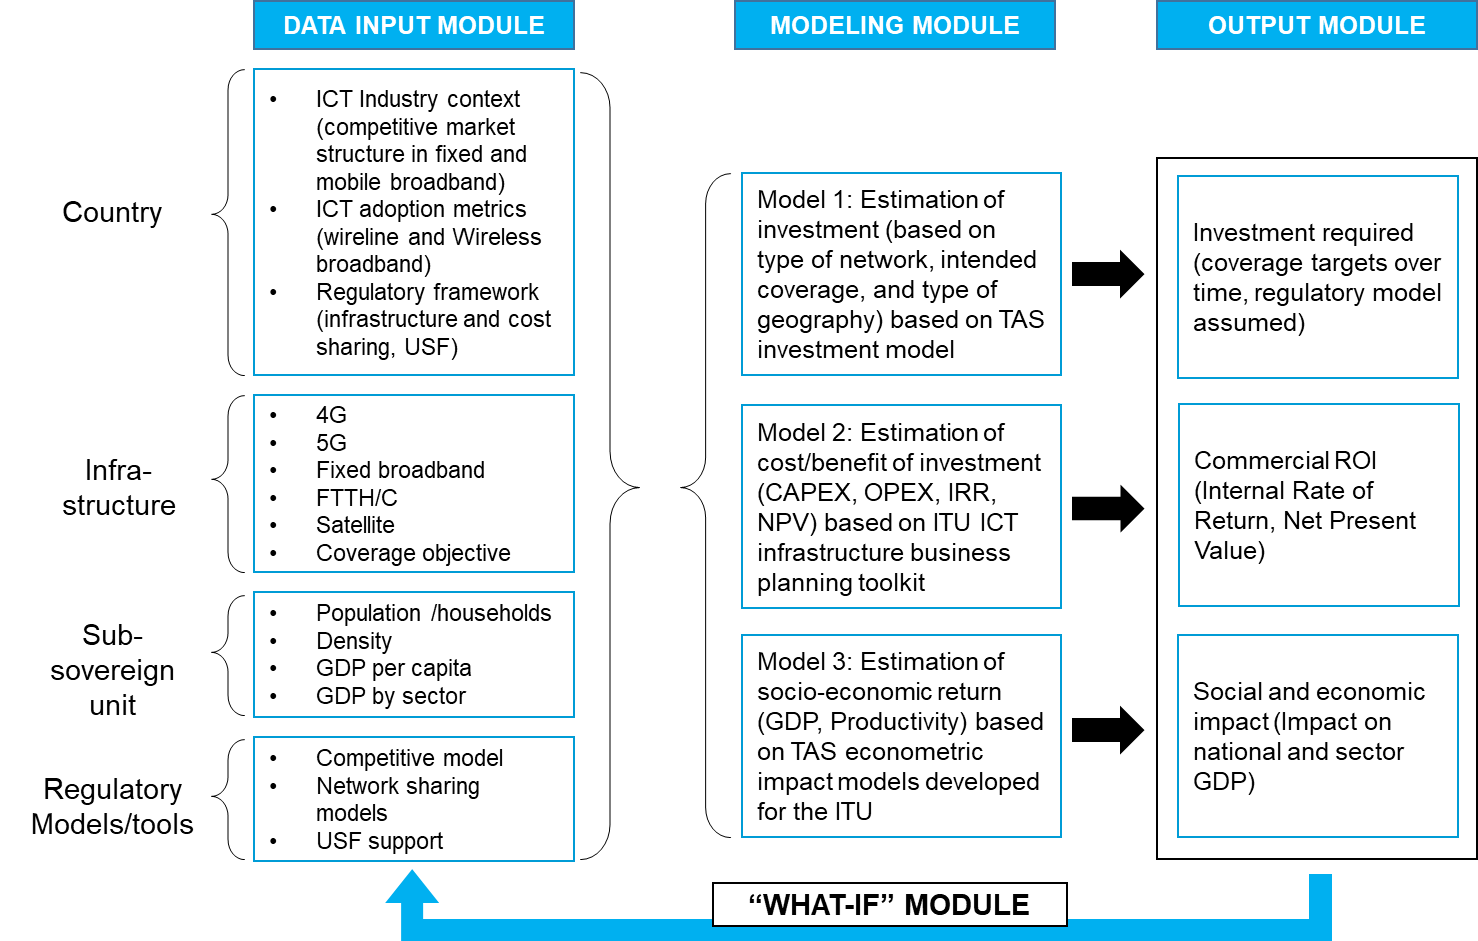 DATA INPUT MODULE
MODELING MODULE
OUTPUT MODULE
Country
• ICT Industry context
(competitive market
structure in fixed and
mobile broadband)
• ICT adoption metrics
(wireline and Wireless
broadband)
• Regulatory framework
(infrastructure and cost
sharing, USF)
Infra-
structure
• 4G
• 5G
• Fixed broadband
• FTTH/C
• Satellite
• Coverage objective
Sub-
sovereign
unit
• Population /households
• Density
• GDP per capita
• GDP by sector
Regulatory
Models/tools
• Competitive model
• Network sharing
models
• USF support
Model 1: Estimation of
investment (based on
type of network, intended
coverage, and type of
geography) based on TAS
investment model
Model 2: Estimation of
cost/benefit of investment
(CAPEX, OPEX, IRR,
NPV) based on ITU ICT
infrastructure business
planning toolkit
Model 3: Estimation of
socio-economic return
(GDP, Productivity) based
on TAS econometric
impact models developed
for the ITU
Investment required
(coverage targets over
time, regulatory model
assumed)
Commercial ROI
(Internal Rate of
Return, Net Present
Value)
Social and economic
impact (Impact on
national and sector
GDP)
“WHAT-IF” MODULE